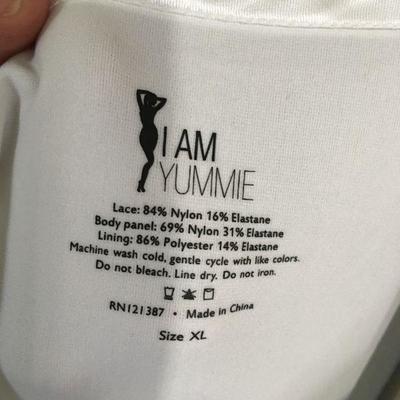 I AM
YUMMIE
Lace: 84% Nylon 16% Elastane
Body panel: 69% Nylon 31% Elastane
Lining: 86% Polyester 14% Elastane
Machine wash cold, gentle cycle with like colors.
Do not bleach. Line dry. Do not iron.
RN121387 • Made in China
Size XL